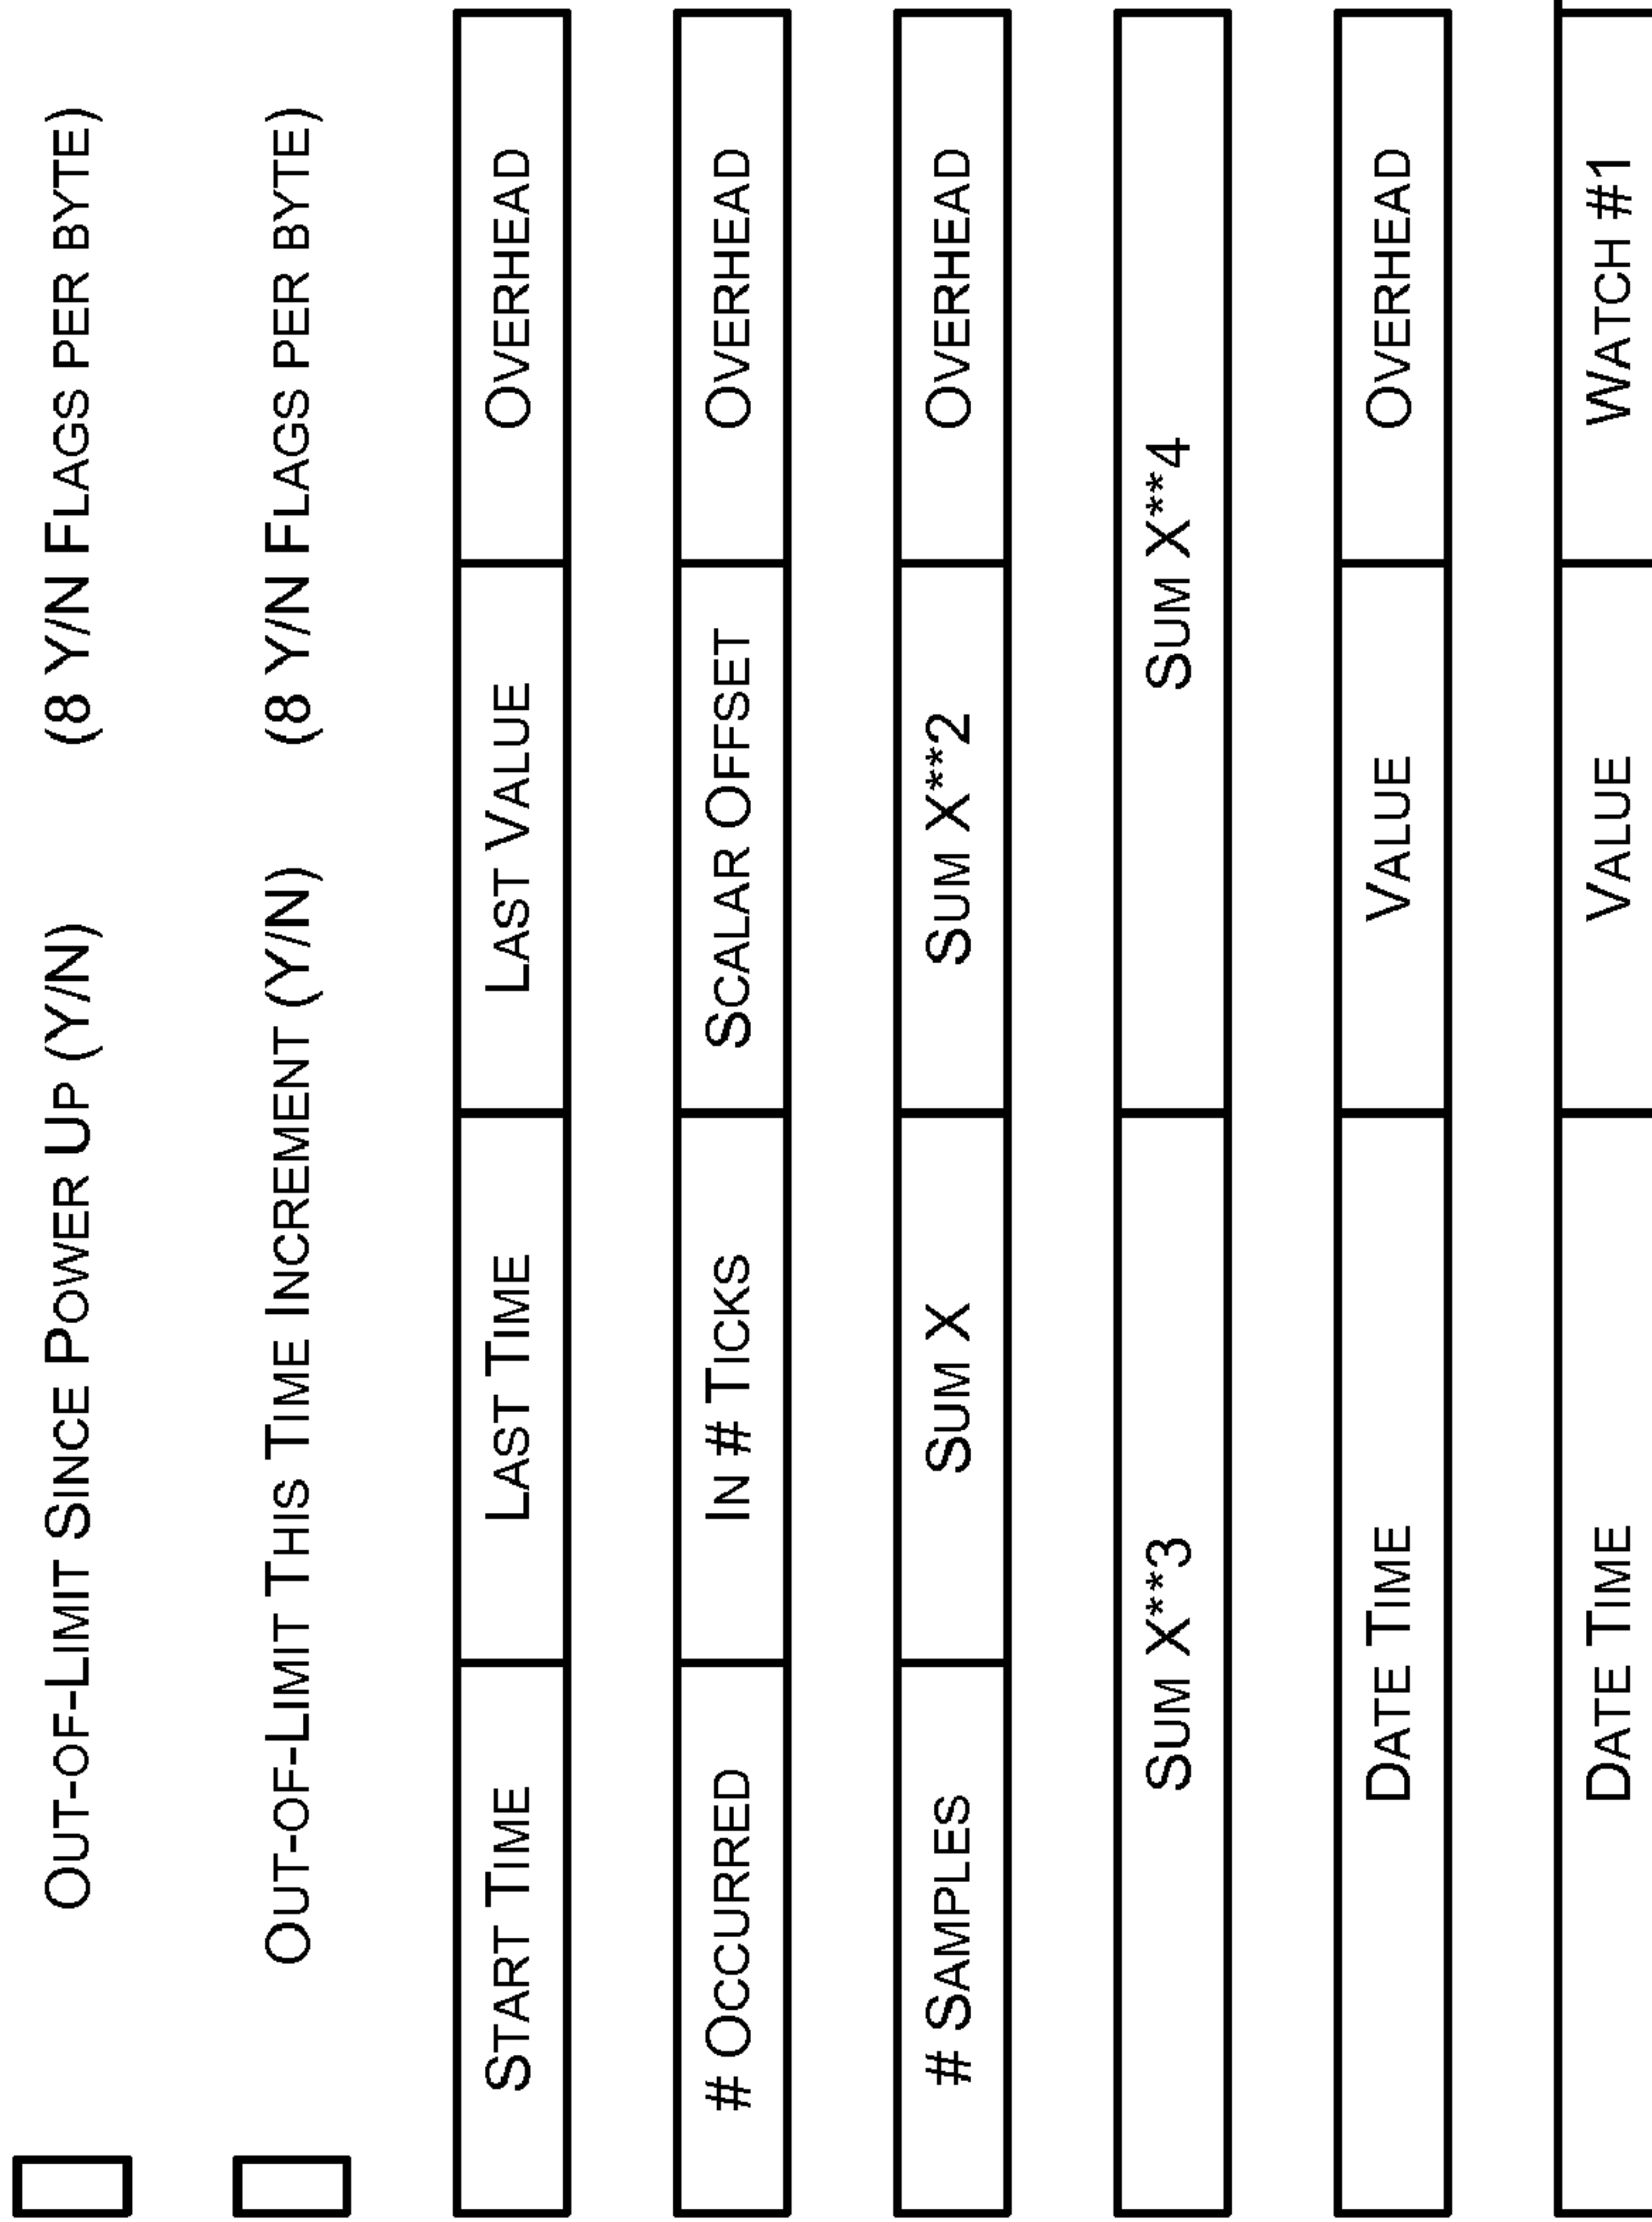 OUT-OF-LIMIT SINCE POWER UP (Y/N) (8 Y/N FLAGS PER BYTE)
OUT-OF-LIMIT THIS TIME INCREMENT (Y/N) (8 Y/N FLAGS PER BYTE)
START TIME LAST TIME LAST VALUE OVERHEAD
# OCCURRED IN # TICKS SCALAR OFFSET OVERHEAD
# SAMPLES SUM X SUM X**2 OVERHEAD
SUM X**3 SUM X**4
DATE TIME VALUE OVERHEAD
DATE TIME VALUE WATCH #1